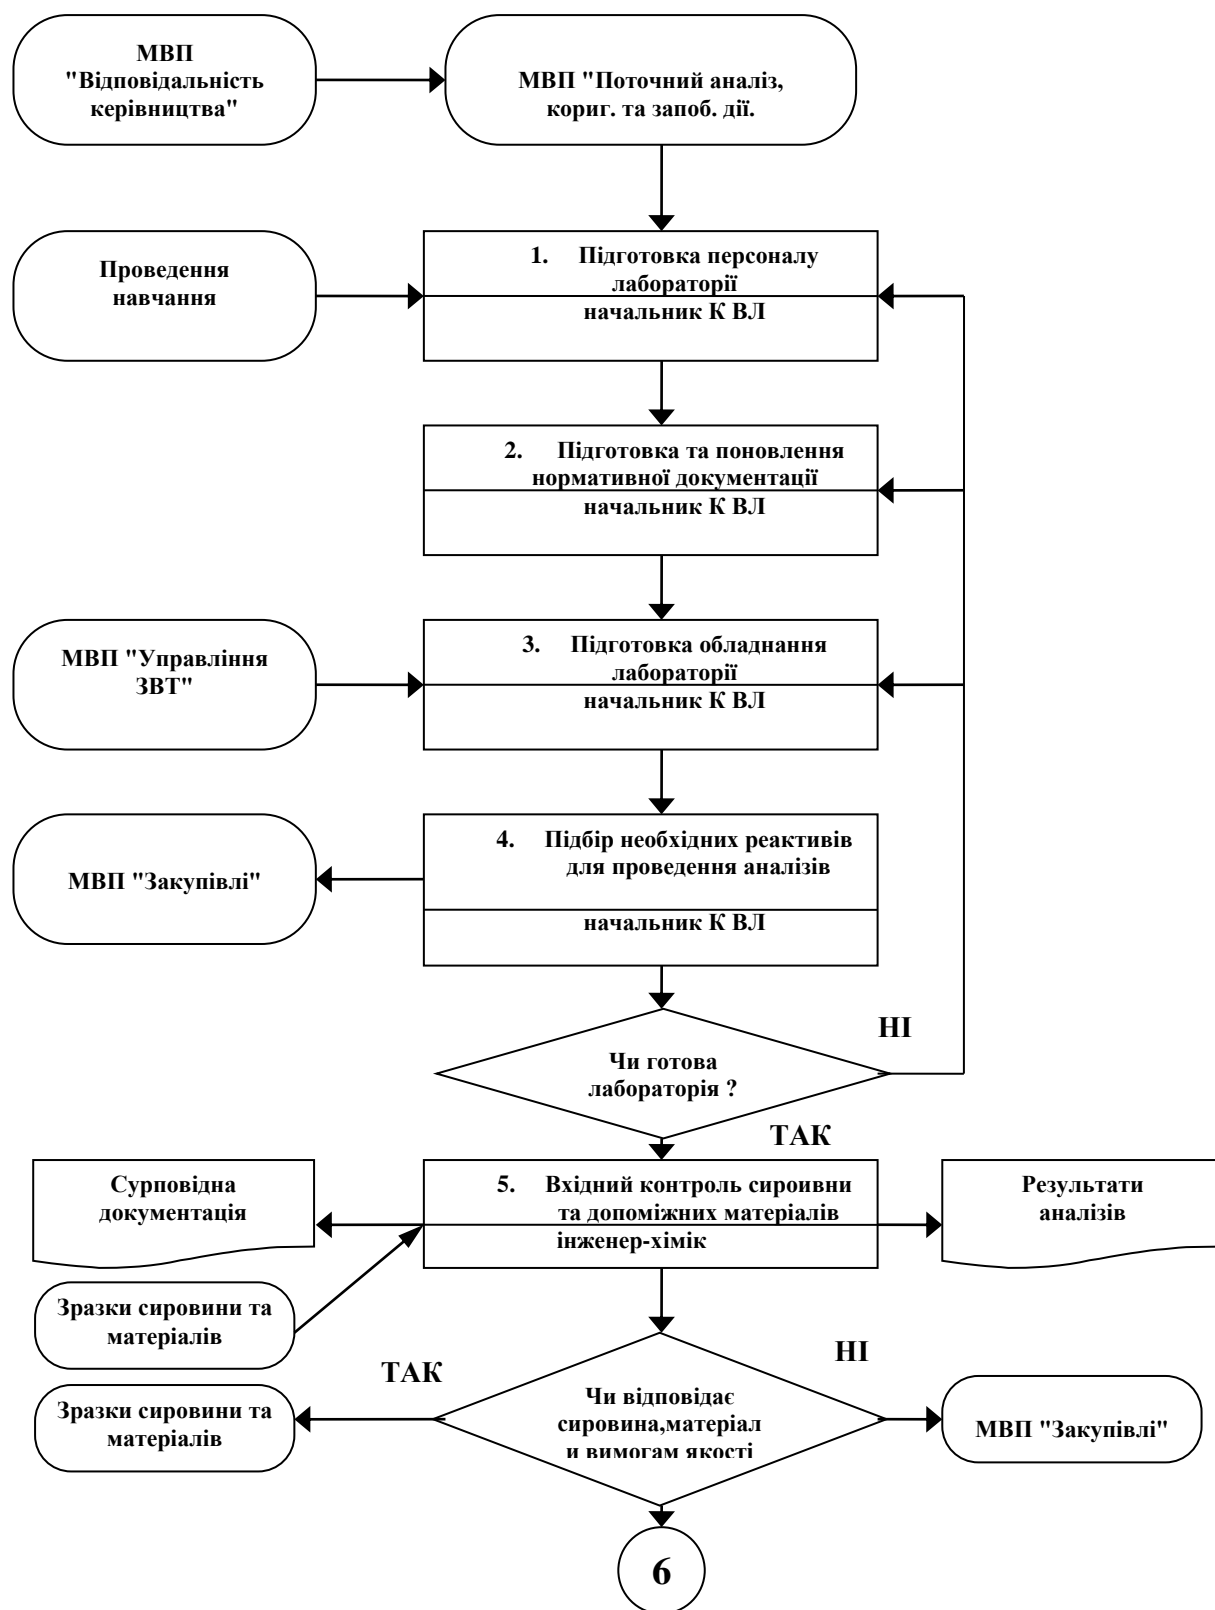 МВП
"Відповідальність
керівництва"
МВП "Поточний аналіз,
кориг. та запоб. дії.
Проведення
навчання
1. Підготовка персоналу
лабораторії
начальник К ВЛ
2. Підготовка та поновлення
нормативної документації
начальник К ВЛ
МВП "Управління
ЗВТ"
3. Підготовка обладнання
лабораторії
начальник К ВЛ
МВП "Закупівлі"
4. Підбір необхідних реактивів
для проведення аналізів
начальник К ВЛ
НІ
Чи готова
лабораторія ?
ТАК
Сурповідна
документація
5. Вхідний контроль сироивни
та допоміжних матеріалів
інженер-хімік
Результати
аналізів
Зразки сировини та
матеріалів
ТАК
НІ
Зразки сировини та
матеріалів
Чи відповідає
сировина,матеріал
и вимогам якості
МВП "Закупівлі"
6